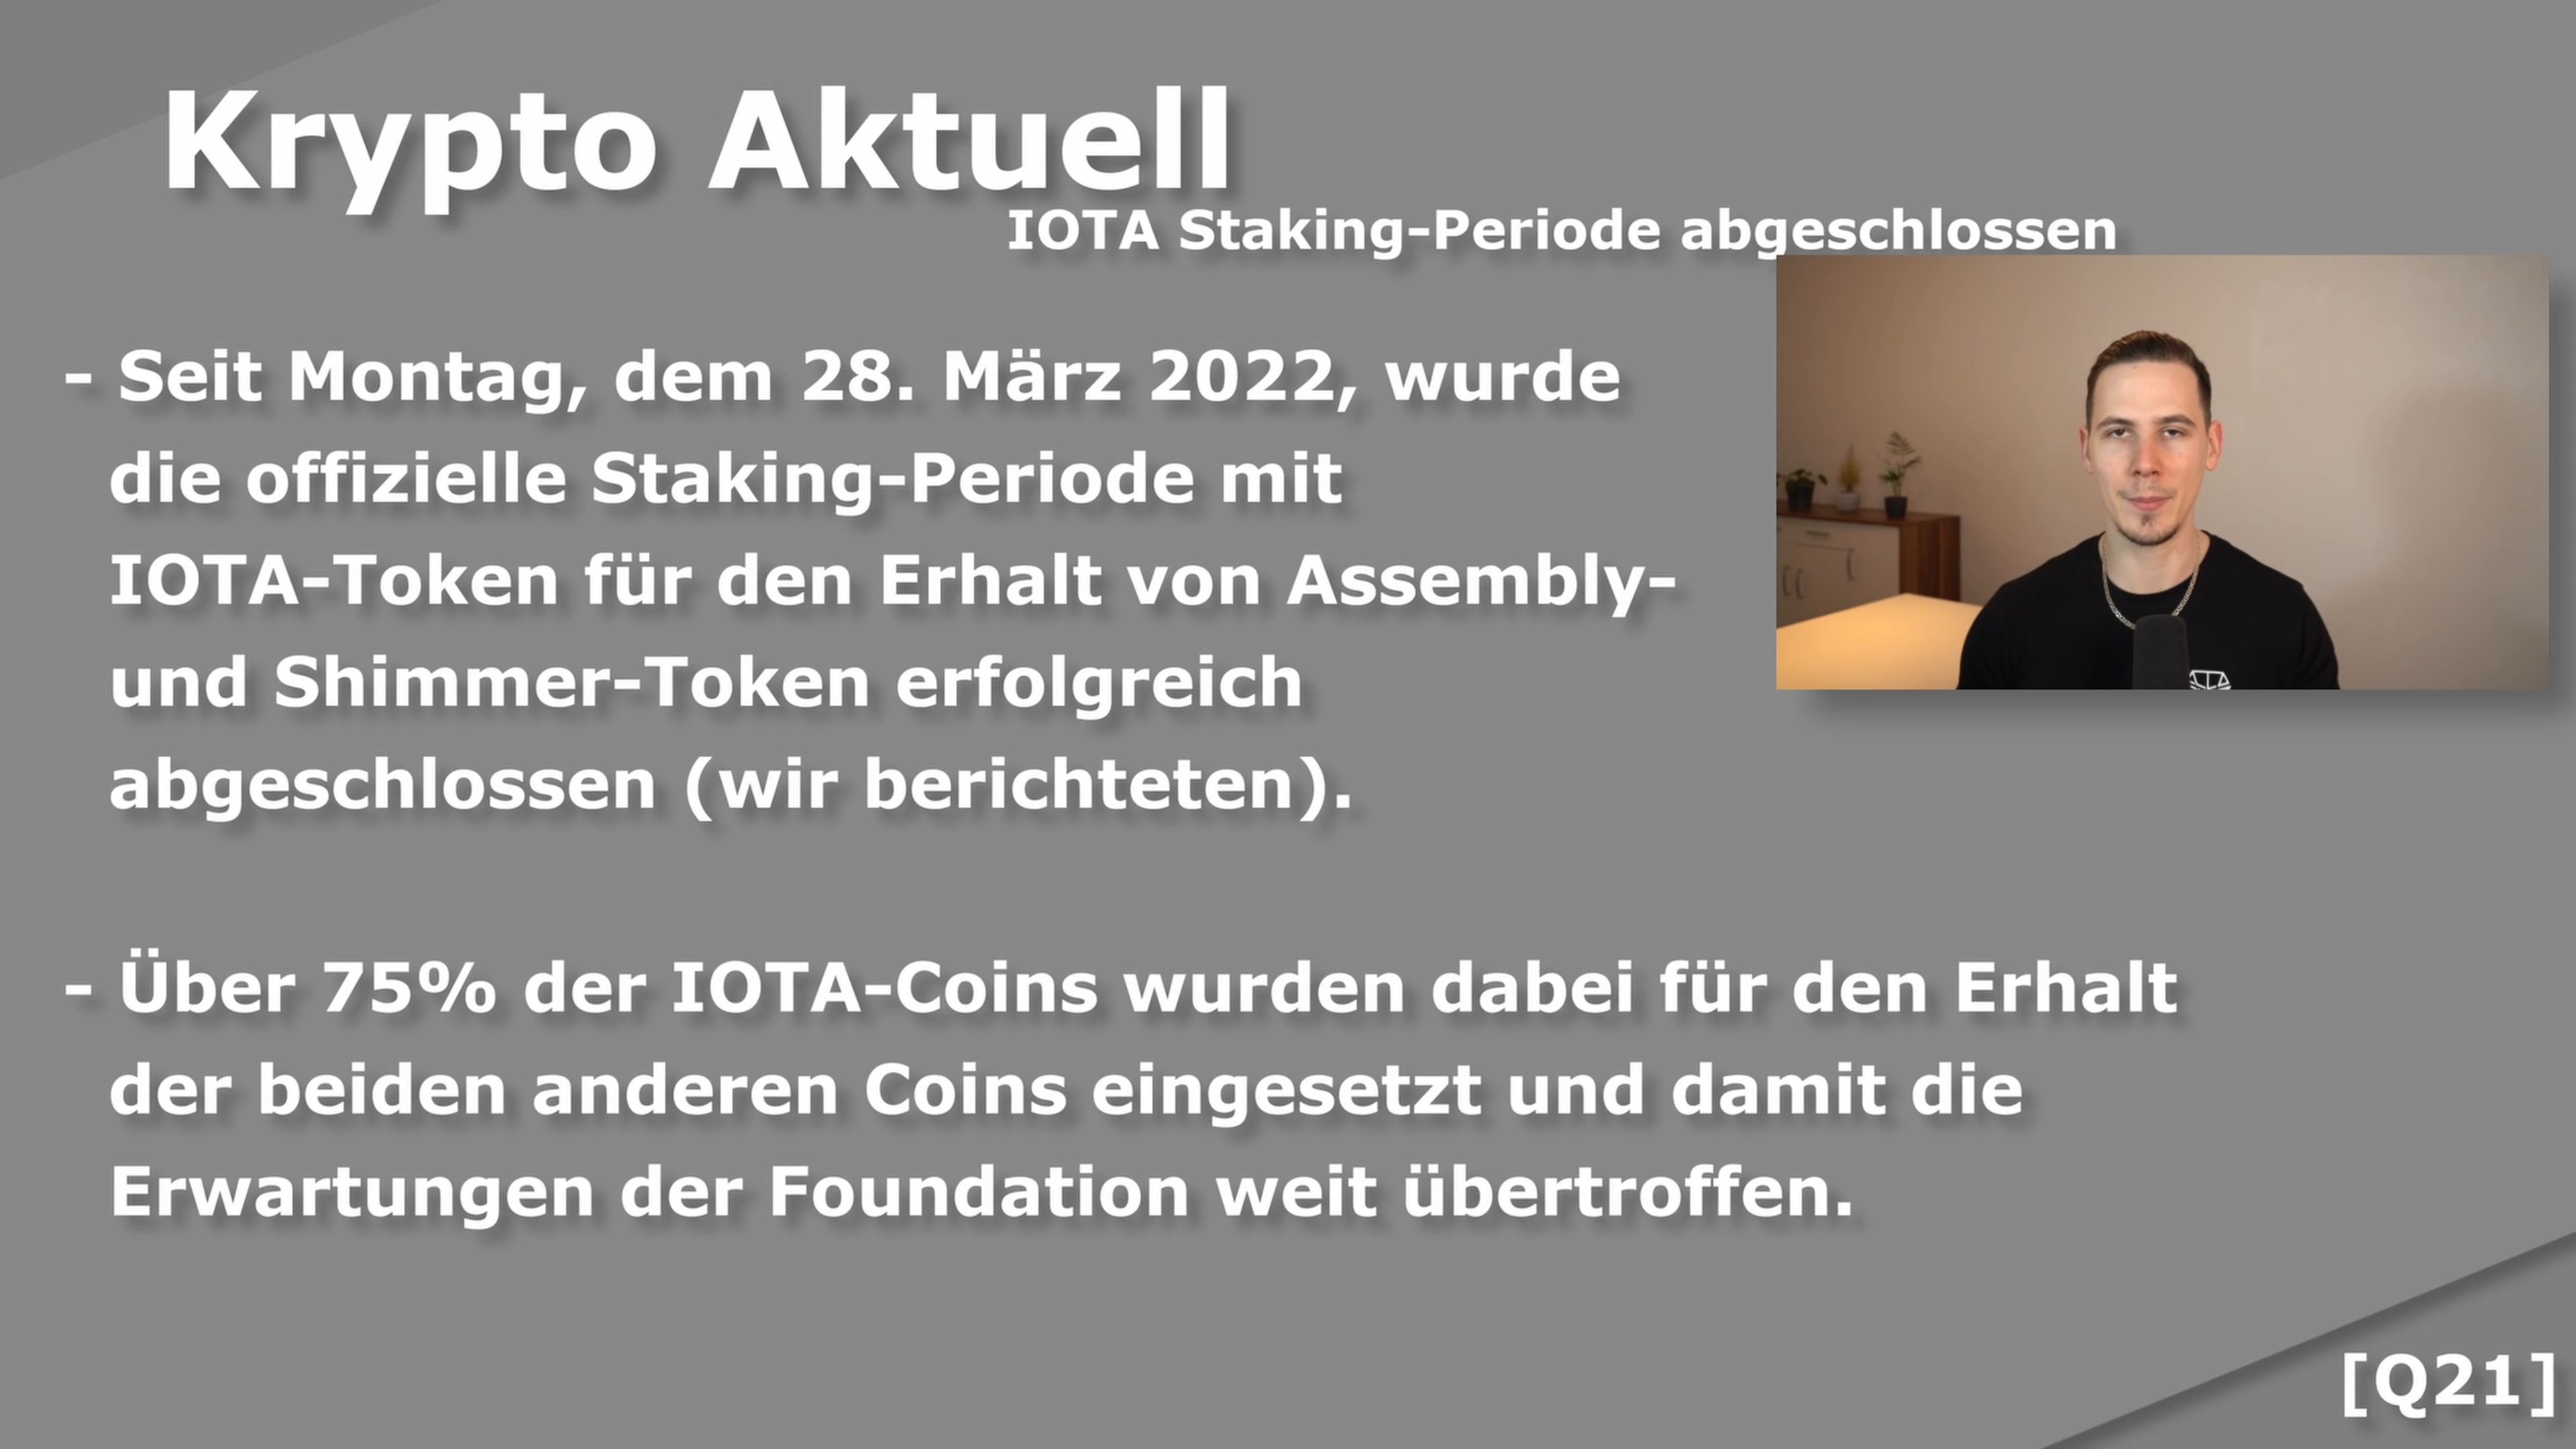 Krypto Aktuell
IOTA Staking-Periode abgeschlossen
- Seit Montag, dem 28. März 2022, wurde
die offizielle Staking-Periode mit
IOTA-Token für den Erhalt von Assembly-
und Shimmer-Token erfolgreich
abgeschlossen (wir berichteten).
- Über 75% der IOTA-Coins wurden dabei für den Erhalt
der beiden anderen Coins eingesetzt und damit die
Erwartungen der Foundation weit übertroffen.
[Q21]